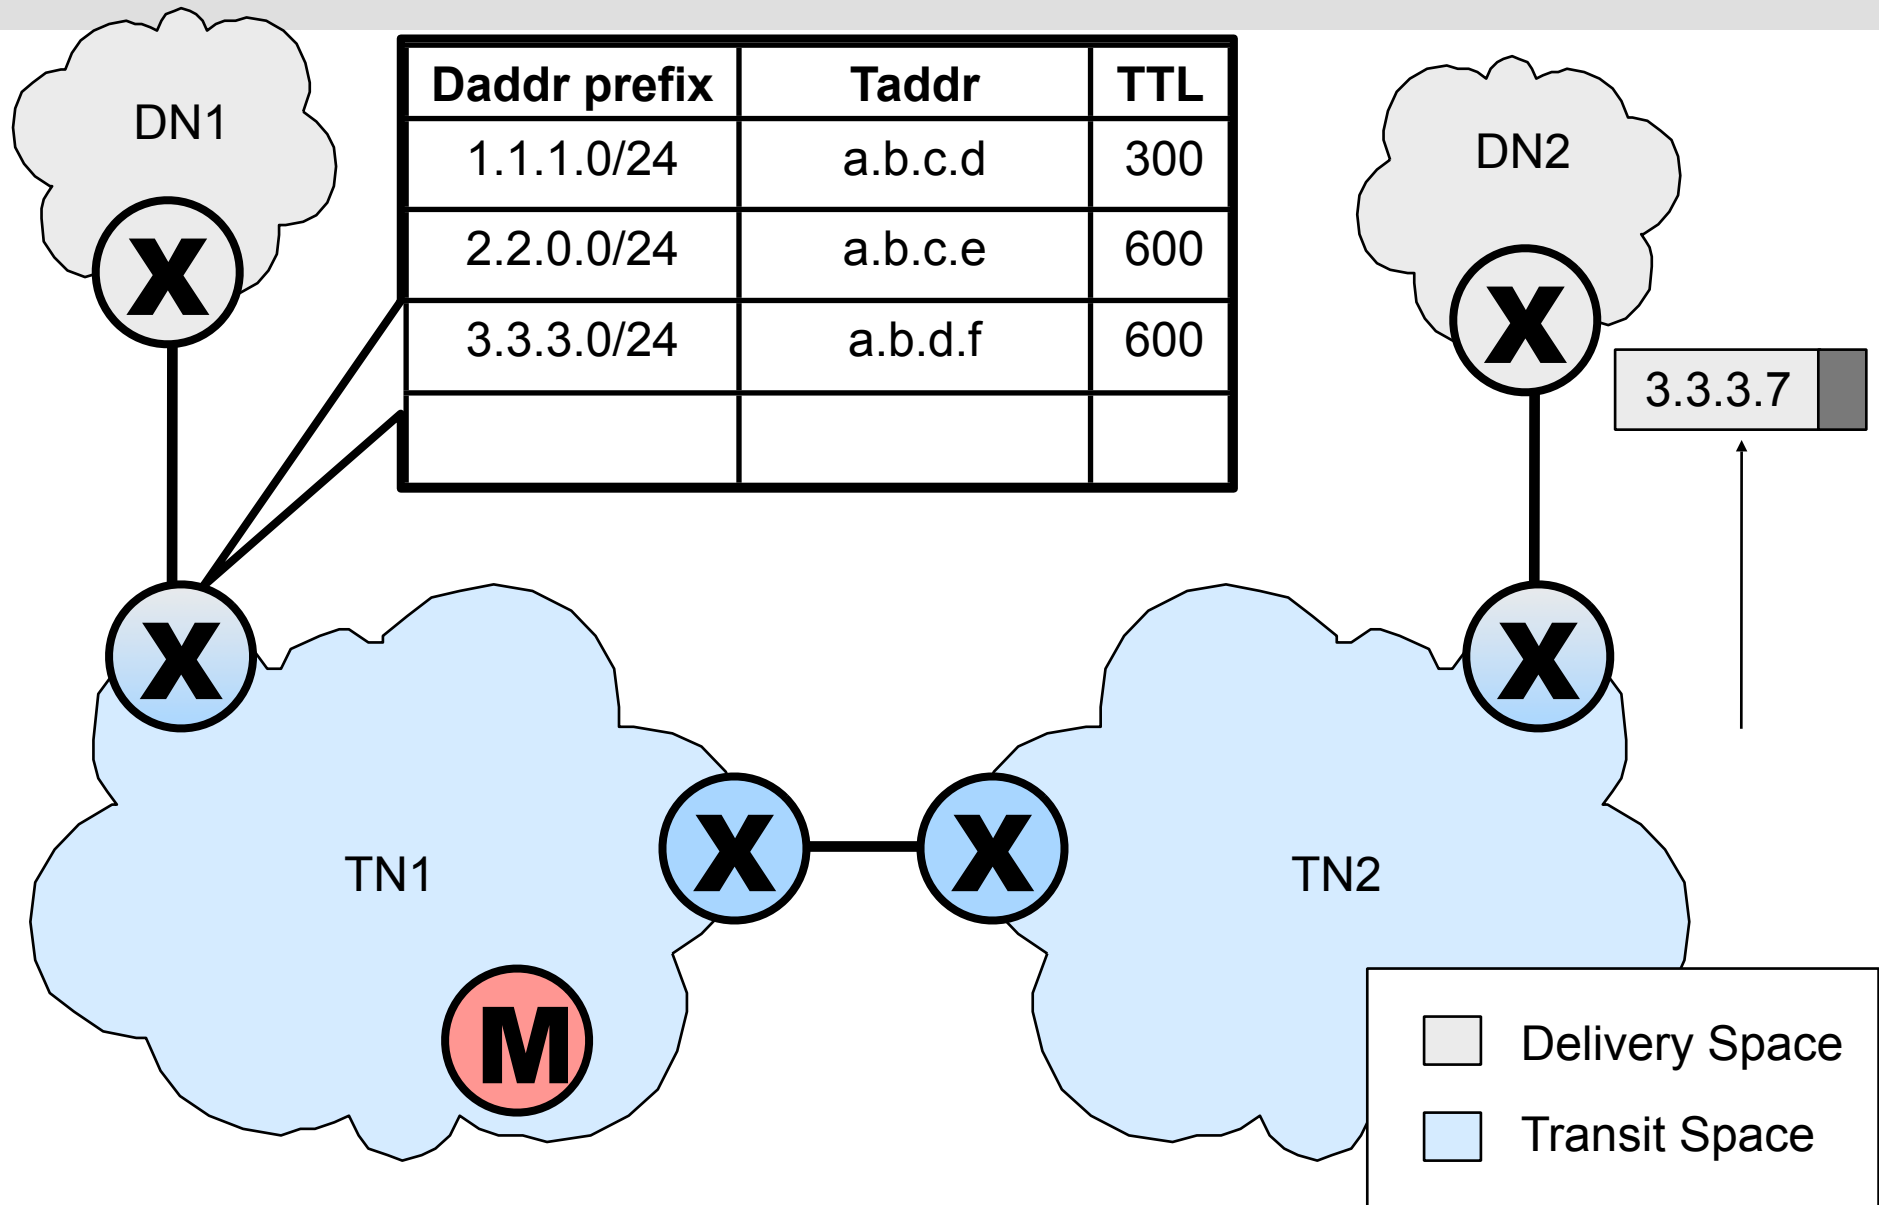 DN1
Daddr prefix Taddr TTL
1.1.1.0/24 a.b.c.d 300
2.2.0.0/24 a.b.c.e 600
3.3.3.0/24 a.b.d.f 600
DN2
X
X
3.3.3.7
X
X
X
X
TN1
TN2
M
Delivery Space
Transit Space